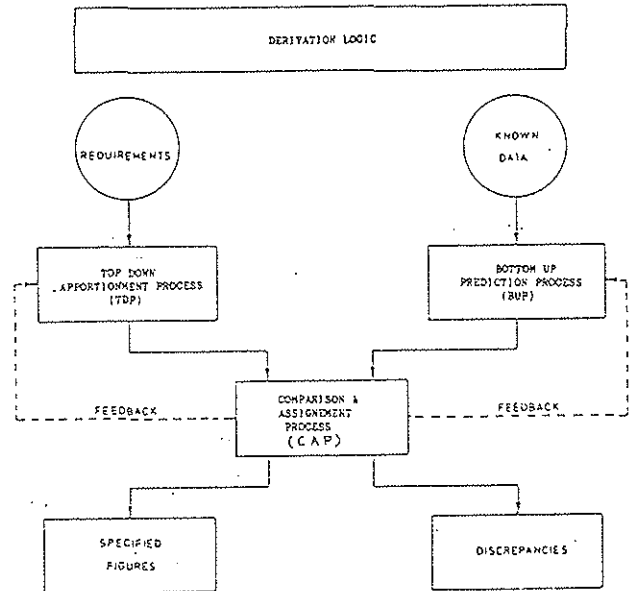 DERIVATION LOGIC
REQUIREMENTS
KNOWN
DATA
TOP DOWN
APPORTIONMENT PROCESS
(TDP)
BOTTOM UP
PREDICTION PROCESS
(BUP)
COMPARISON &
ASSIGNEMENT
PROCESS
(CAP)
FEEDBACK
FEEDBACK
SPECIFIED
FIGURES
DISCREPANCIES